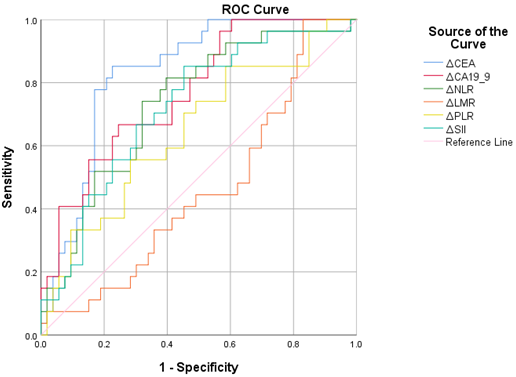 ROC Curve
Source of the
Curve
ΔCEA
ΔCA19_9
ΔNLR
ΔLMR
ΔPLR
ΔSII
Reference Line
Sensitivity
1.0
0.8
0.6
0.4
0.2
0.0
0.0
0.2
0.4
0.6
0.8
1.0
1 - Specificity